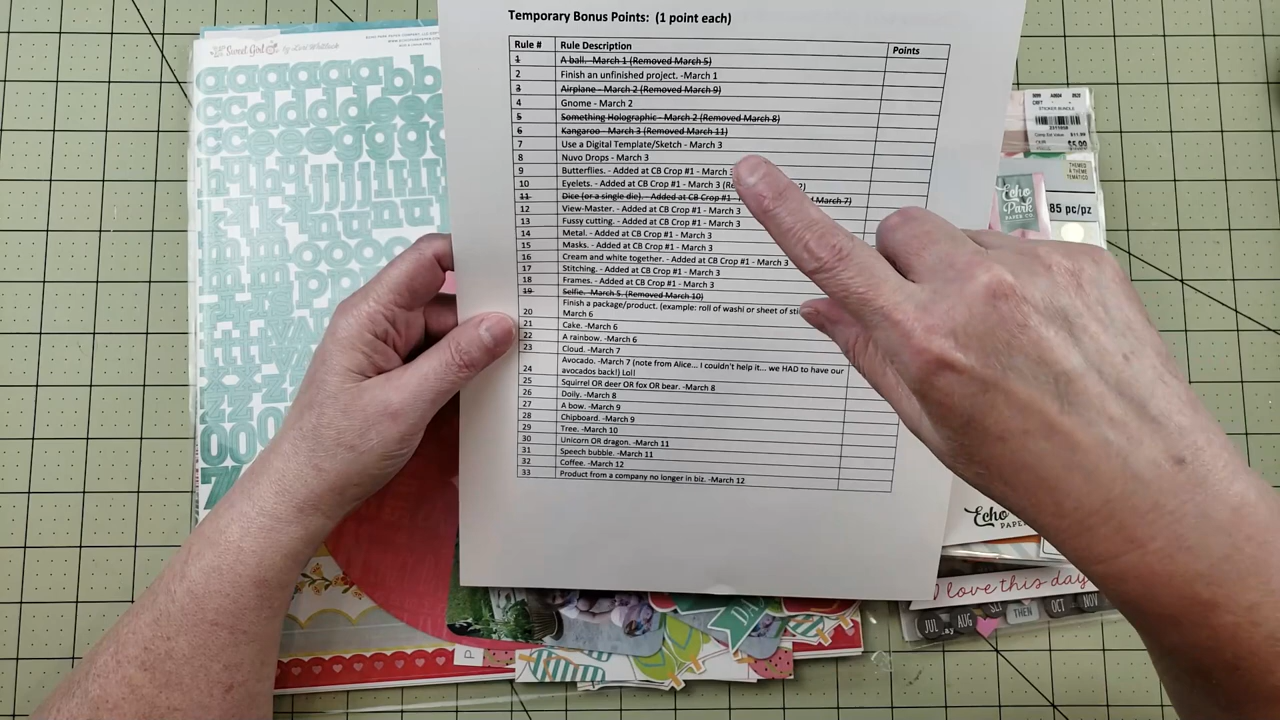 Temporary Bonus Points: (1 point each)
Rule # Rule Description Points
1 A ball. -March 1 (Removed March 5)
2 Finish an unfinished project. -March 1
3 Airplane - March 2 (Removed March 9)
4 Gnome - March 2
5 Something Holographic - March 2 (Removed March 8)
6 Kangaroo - March 3 (Removed March 11)
7 Use a Digital Template/Sketch - March 3
8 Nuvo Drops - March 3
9 Butterflies. - Added at CB Crop #1 - March 3
10 Eyelets. - Added at CB Crop #1 - March 3
11 Dice (or a single die). - Added at CB Crop #1 - March 7)
12 View-Master. - Added at CB Crop #1 - March 3
13 Fussy cutting. - Added at CB Crop #1 - March 3
14 Metal. - Added at CB Crop #1 - March 3
15 Masks. - Added at CB Crop #1 - March 3
16 Cream and white together. - Added at CB Crop #1 - March 3
17 Stitching. - Added at CB Crop #1 - March 3
18 Frames. - Added at CB Crop #1 - March 3
19 Selfie. -March 5. (Removed March 10)
20 Finish a package/product. (example: roll of washi or sheet of
March 6
21 Cake. -March 6
22 A rainbow. -March 6
23 Cloud. -March 7
24 Avocado. -March 7 (note from Alice... I couldn't help it... we HAD to have our
avocados back!) Lol!
25 Squirrel OR deer OR fox OR bear. -March 8
26 Doily. -March 8
27 A bow. -March 9
28 Chipboard. -March 9
29 Tree. -March 10
30 Unicorn OR dragon. -March 11
31 Speech bubble. -March 11
32 Coffee. -March 12
33 Product from a company no longer in biz. -March 12
Sweet Girl by Lori Whitlock
STICKER BUNDLE
$5.99
THEMED
À THÈME
TEMÁTICO
Echo
Park
PAPER CO.
85 pc/pz
Echo
I love this day
JUL AUG SEP THEN OCT NOV
DAY
P